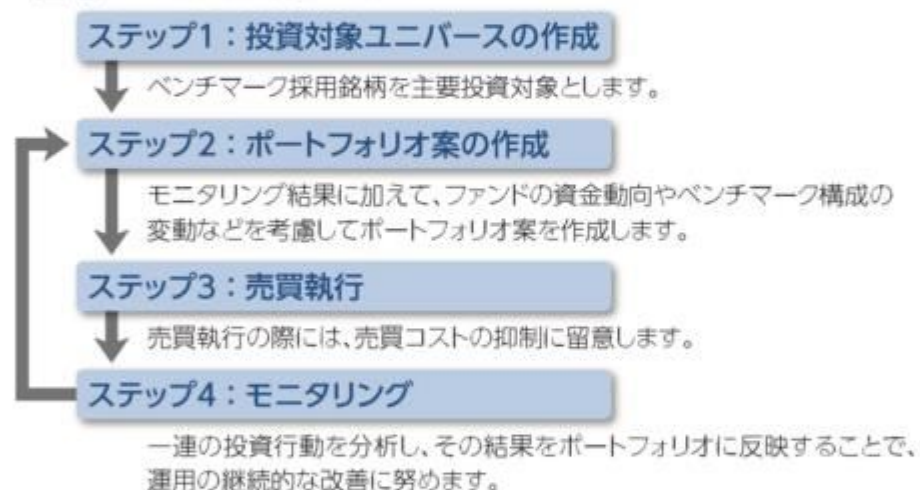 ステップ1：投資対象ユニバースの作成
ベンチマーク採用銘柄を主要投資対象とします。
ステップ2：ポートフォリオ案の作成
モニタリング結果に加えて、ファンドの資金動向やベンチマーク構成の
変動などを考慮してポートフォリオ案を作成します。
ステップ3：売買執行
売買執行の際には、売買コストの抑制に留意します。
ステップ4：モニタリング
一連の投資行動を分析し、その結果をポートフォリオに反映することで、
運用の継続的な改善に努めます。